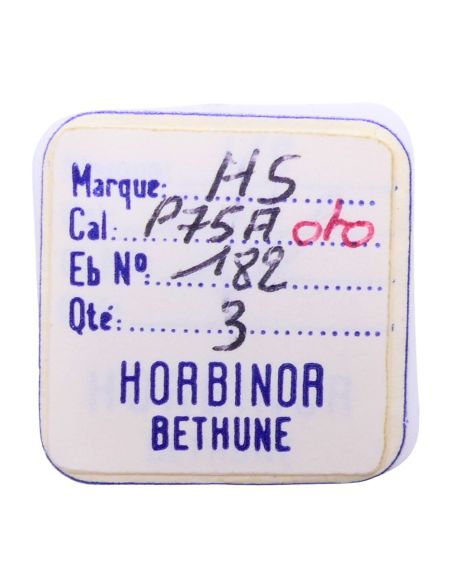 Marque: HS
Cal: P75A oto
Eb Nº: 182
Qté: 3
HORBINOR
BETHUNE